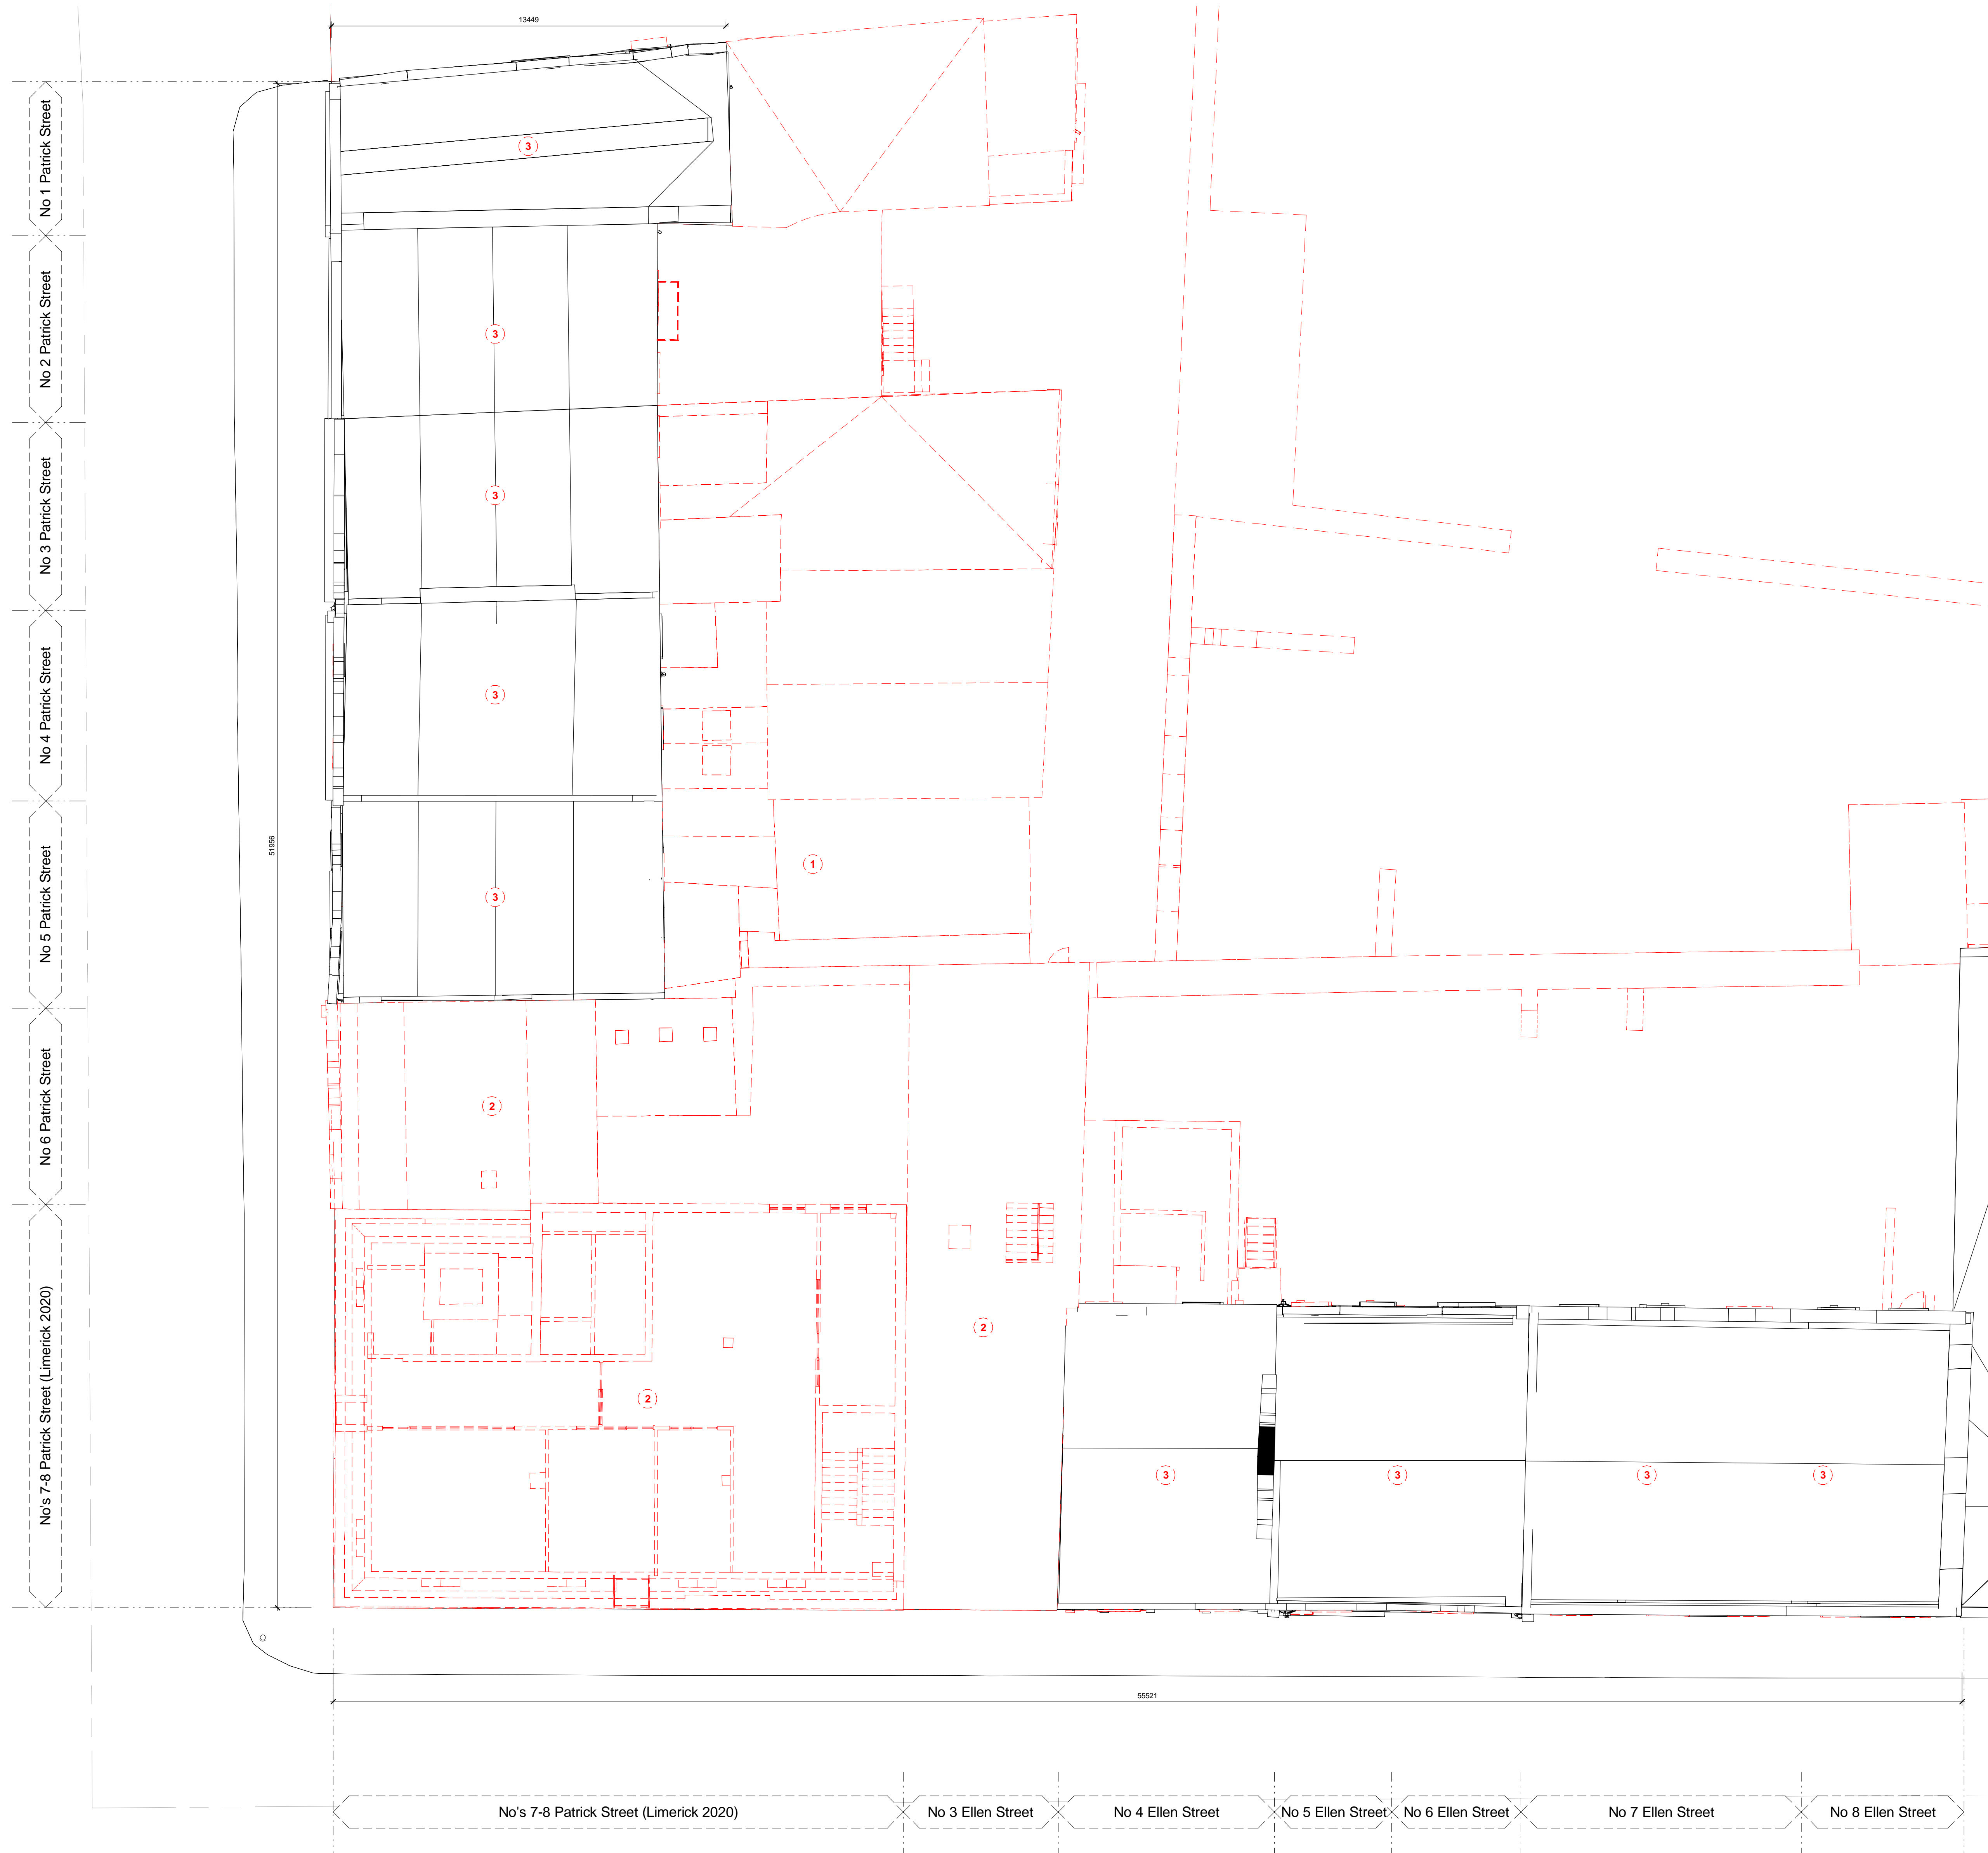 13449
No 1 Patrick Street
3
No 2 Patrick Street
3
No 3 Patrick Street
3
No 4 Patrick Street
3
51956
No 5 Patrick Street
1
3
No 6 Patrick Street
2
No's 7-8 Patrick Street (Limerick 2020)
2
2
3
3
3
3
55521
No's 7-8 Patrick Street (Limerick 2020)
No 3 Ellen Street
No 4 Ellen Street
No 5 Ellen Street
No 6 Ellen Street
No 7 Ellen Street
No 8 Ellen Street